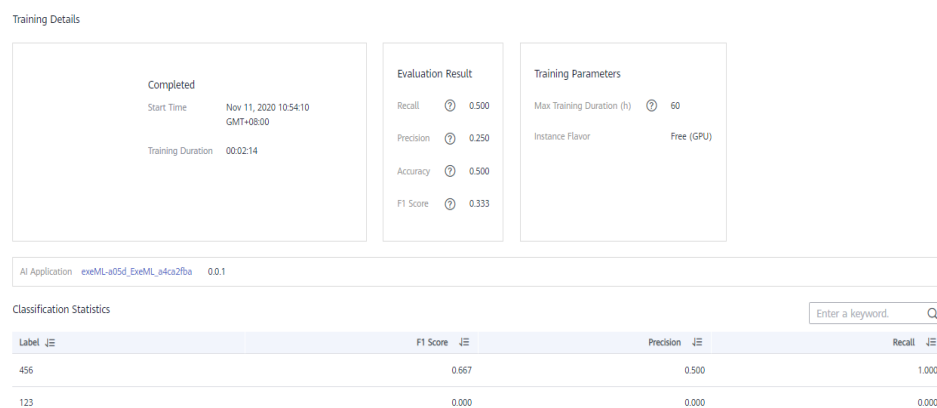 Training Details
Completed
Start Time Nov 11, 2020 10:54:10
GMT+08:00
Training Duration 00:02:14
Evaluation Result
Recall ? 0.500
Precision ? 0.250
Accuracy ? 0.500
F1 Score ? 0.333
Training Parameters
Max Training Duration (h) ? 60
Instance Flavor Free (GPU)
AI Application exeML-a05d_ExeML_a4ca2fba 0.0.1
Classification Statistics
Enter a keyword.
Label F1 Score Precision Recall
456 0.667 0.500 1.000
123 0.000 0.000 0.000